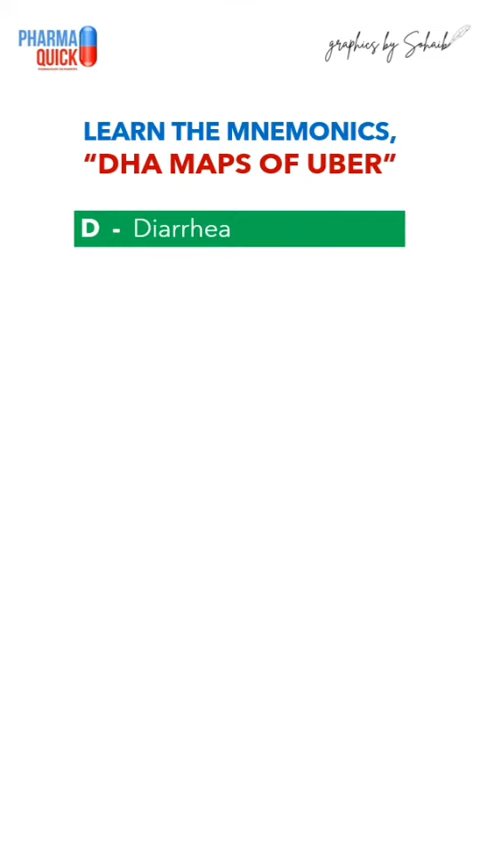 PHARMA
QUICK
graphics by Sohaib
LEARN THE MNEMONICS,
“DHA MAPS OF UBER”
D - Diarrhea